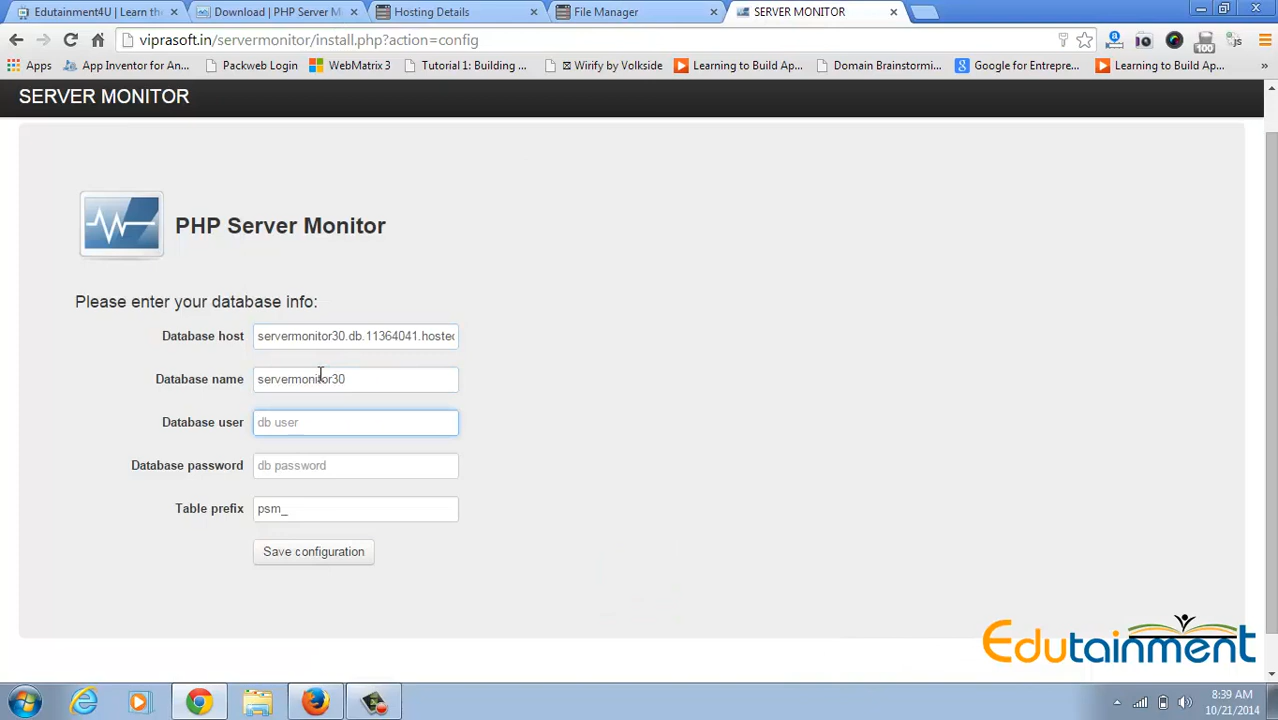 Edutainment4U | Learn the
Download | PHP Server M
Hosting Details
File Manager
SERVER MONITOR
viprasoft.in/servermonitor/install.php?action=config
100
Apps
App Inventor for An...
Packweb Login
WebMatrix 3
Tutorial 1: Building ...
Wirify by Volkside
Learning to Build Ap...
Domain Brainstormi...
Google for Entrepre...
Learning to Build Ap...
»
SERVER MONITOR
PHP Server Monitor
Please enter your database info:
Database host
servermonitor30.db.11364041.hosted
Database name
servermonitor30
Database user
db user
Database password
db password
Table prefix
psm_
Save configuration
Edutainment
8:39 AM
10/21/2014